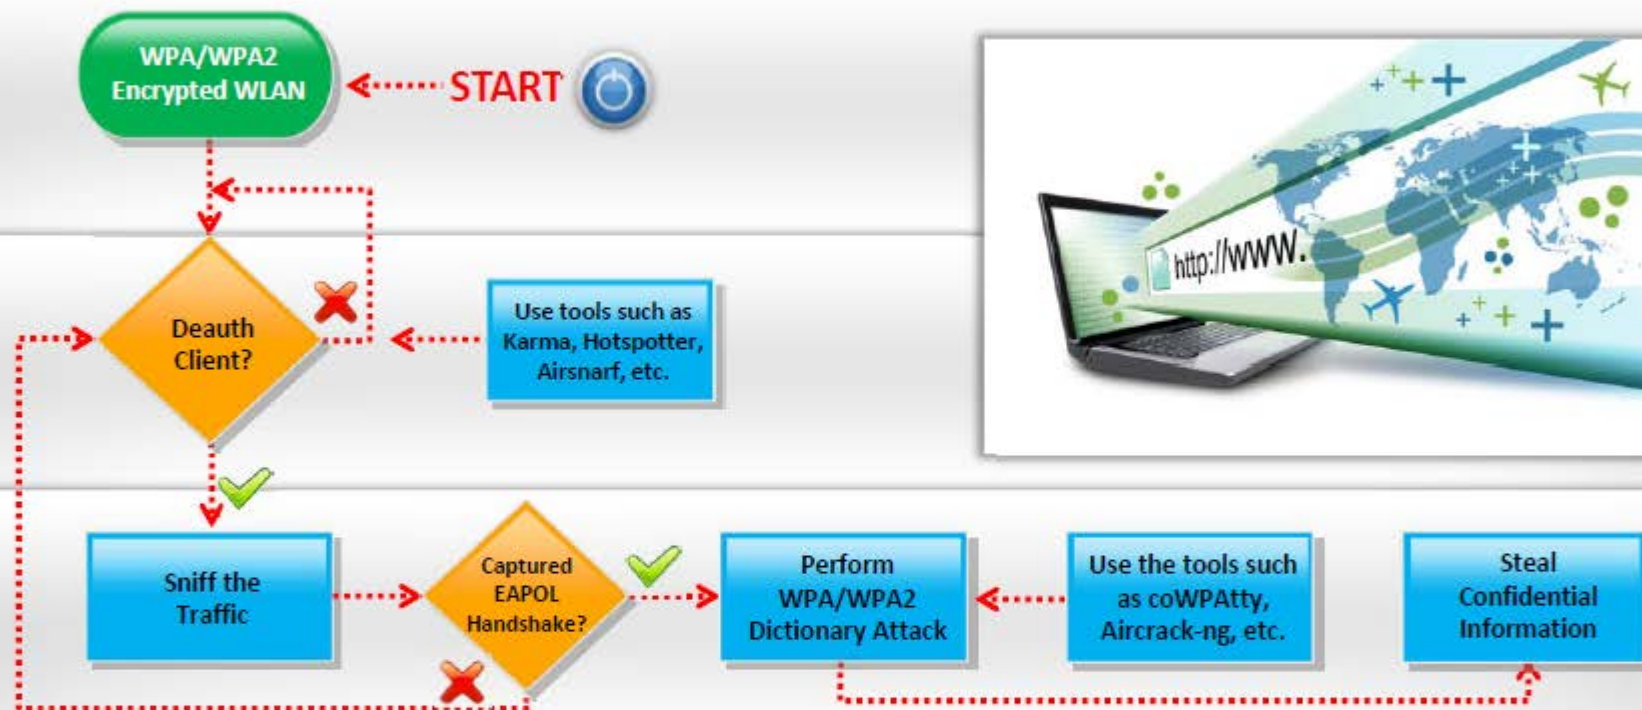 WPA/WPA2
Encrypted WLAN
START
http://www.
Deauth
Client?
Use tools such as
Karma, Hotspotter,
Airsnarf, etc.
Sniff the
Traffic
Captured
EAPOL
Handshake?
Perform
WPA/WPA2
Dictionary Attack
Use the tools such
as coWPAtty,
Aircrack-ng, etc.
Steal
Confidential
Information